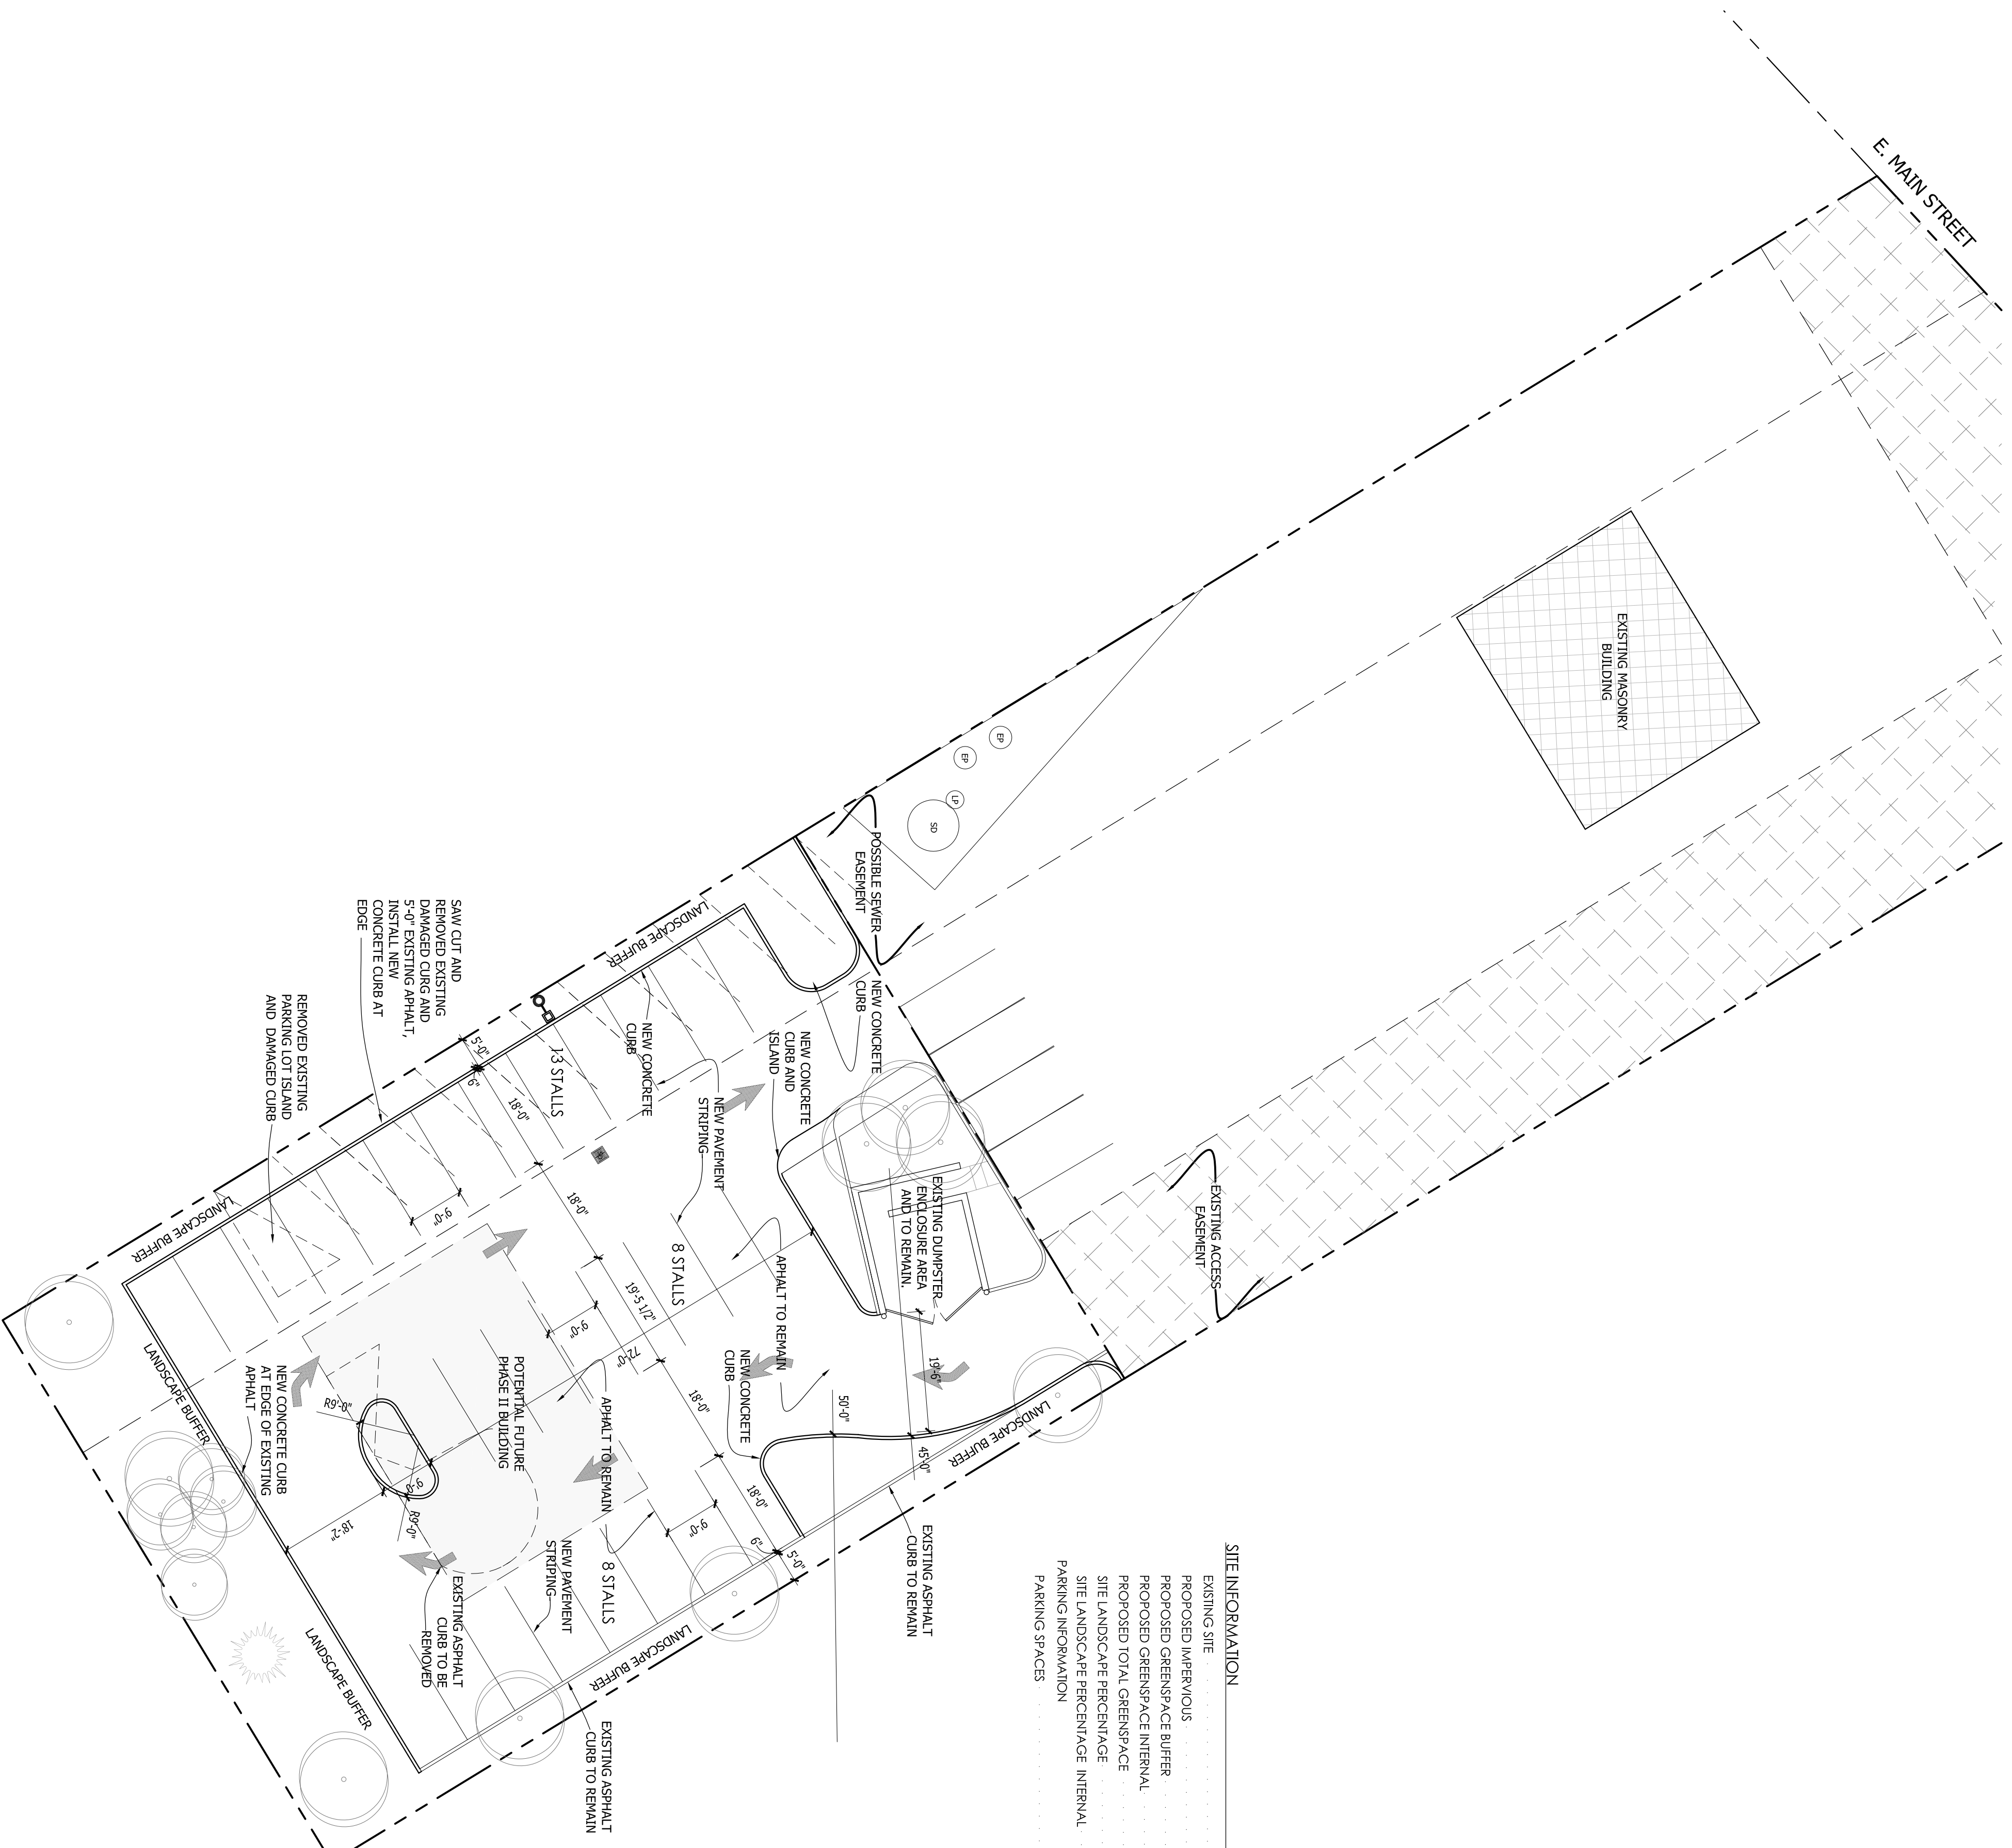 E. MAIN STREET
EXISTING MASONRY
BUILDING
EP
EP
LP
SD
POSSIBLE SEWER
EASEMENT
LANDSCAPE BUFFER
NEW CONCRETE
CURB
SAW CUT AND
REMOVED EXISTING
DAMAGED CURG AND
5'-0" EXISTING APHALT,
INSTALL NEW
CONCRETE CURB AT
EDGE
REMOVED EXISTING
PARKING LOT ISLAND
AND DAMAGED CURB
5'-0"
6"
18'-0"
13 STALLS
NEW CONCRETE
CURB
NEW CONCRETE
CURB AND
ISLAND
NEW PAVEMENT
STRIPING
EXISTING DUMPSTER
ENCLOSURE AREA
AND TO REMAIN.
EXISTING ACCESS
EASEMENT
9'-0"
18'-0"
8 STALLS
19'-5 1/2"
9'-0"
72'-0"
APHALT TO REMAIN
NEW CONCRETE
CURB
19'-6"
50'-0"
45'-0"
LANDSCAPE BUFFER
LANDSCAPE BUFFER
LANDSCAPE BUFFER
NEW CONCRETE CURB
AT EDGE OF EXISTING
APHALT
R9'-0"
POTENTIAL FUTURE
PHASE II BUILDING
APHALT TO REMAIN
18'-0"
18'-0"
9'-0"
6"
5'-0"
9'-0"
R9'-0"
18'-2"
NEW PAVEMENT
STRIPING
8 STALLS
EXISTING ASPHALT
CURB TO BE
REMOVED
EXISTING ASPHALT
CURB TO REMAIN
LANDSCAPE BUFFER
LANDSCAPE BUFFER
EXISTING ASPHALT
CURB TO REMAIN
SITE INFORMATION
EXISTING SITE
PROPOSED IMPERVIOUS
PROPOSED GREENSPACE BUFFER
PROPOSED GREENSPACE INTERNAL
PROPOSED TOTAL GREENSPACE
SITE LANDSCAPE PERCENTAGE
SITE LANDSCAPE PERCENTAGE INTERNAL
PARKING INFORMATION
PARKING SPACES